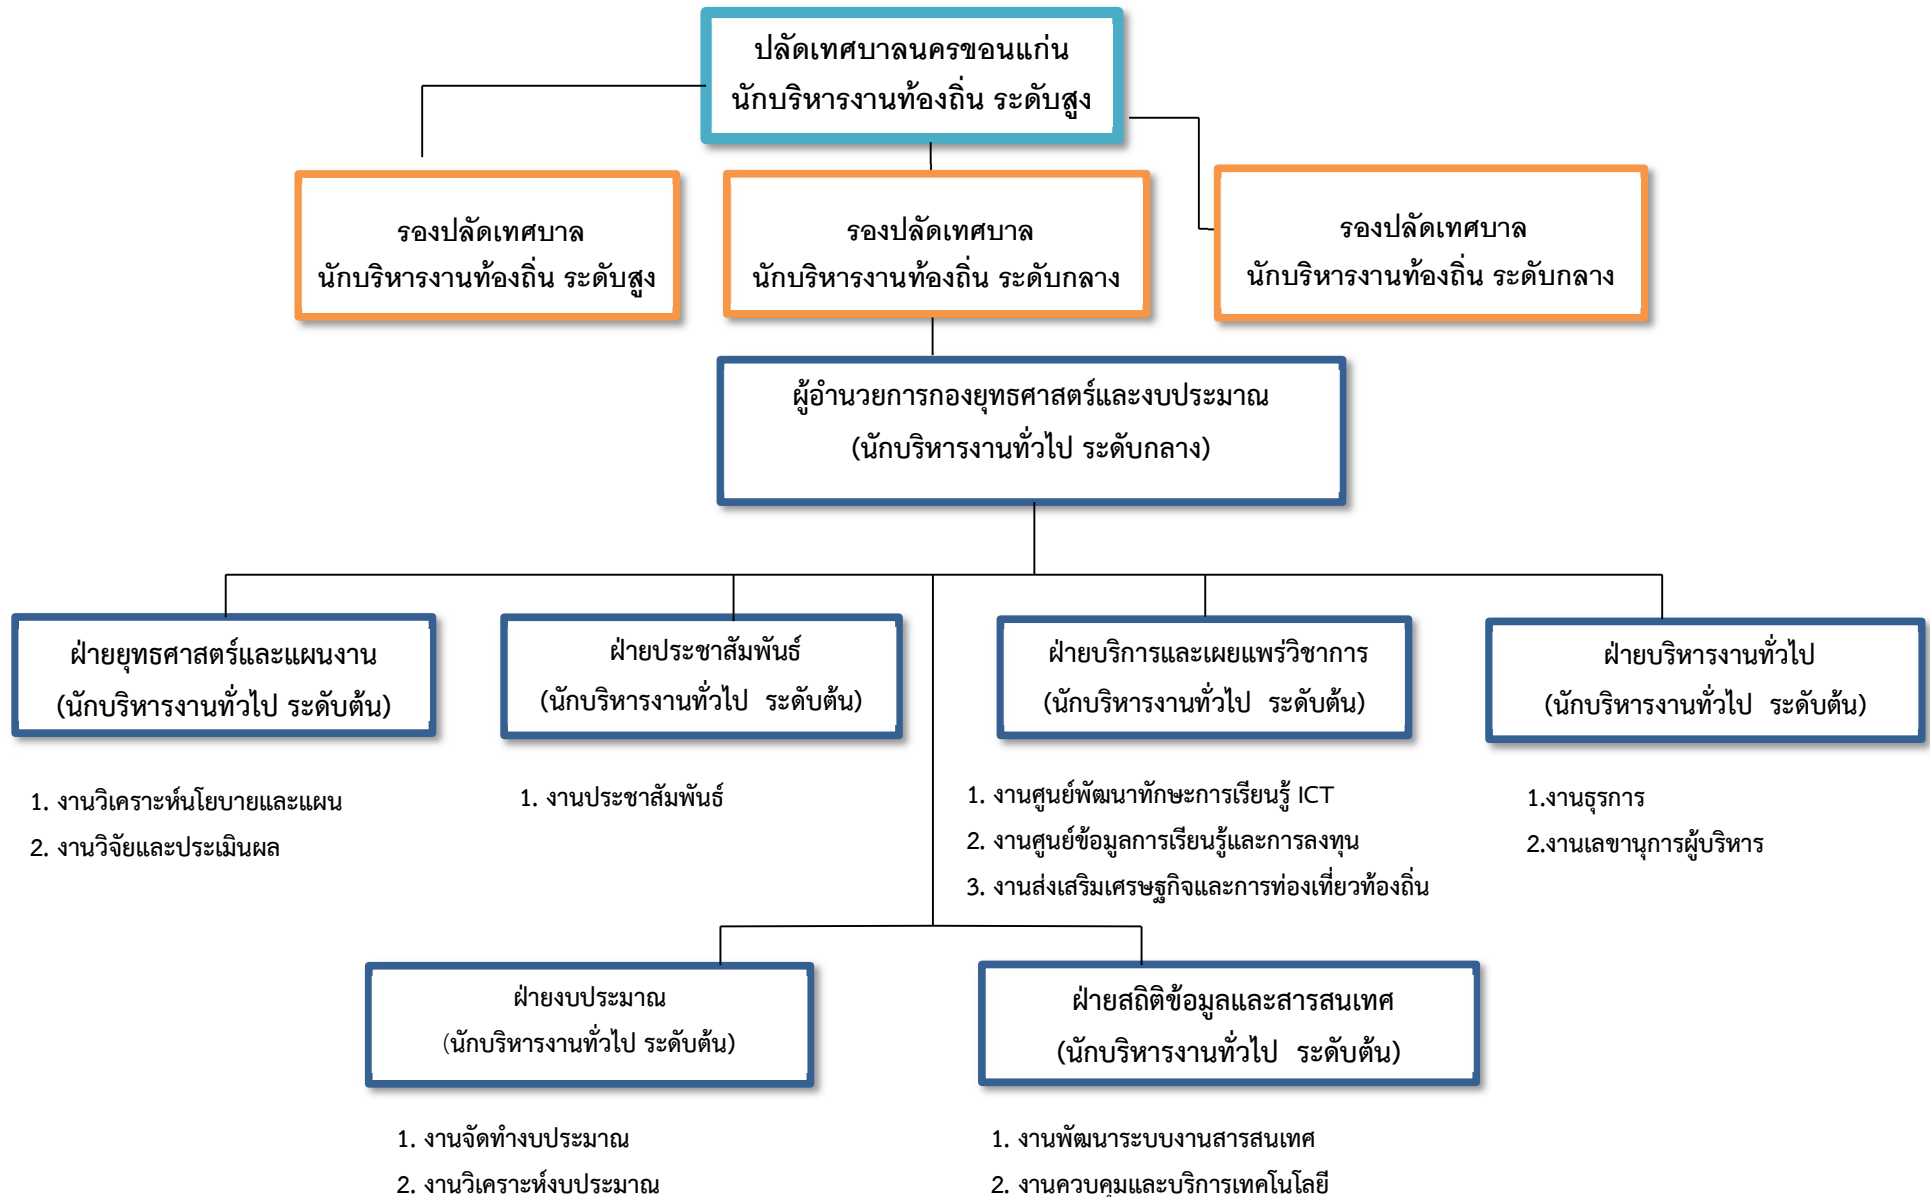 ปลัดเทศบาลนครขอนแก่น
นักบริหารงานท้องถิ่น ระดับสูง
รองปลัดเทศบาล
นักบริหารงานท้องถิ่น ระดับสูง
รองปลัดเทศบาล
นักบริหารงานท้องถิ่น ระดับกลาง
รองปลัดเทศบาล
นักบริหารงานท้องถิ่น ระดับกลาง
ผู้อำนวยการกองยุทธศาสตร์และงบประมาณ
(นักบริหารงานทั่วไป ระดับกลาง)
ฝ่ายยุทธศาสตร์และแผนงาน
(นักบริหารงานทั่วไป ระดับต้น)
1. งานวิเคราะห์นโยบายและแผน
2. งานวิจัยและประเมินผล
ฝ่ายประชาสัมพันธ์
(นักบริหารงานทั่วไป ระดับต้น)
1. งานประชาสัมพันธ์
ฝ่ายบริการและเผยแพร่วิชาการ
(นักบริหารงานทั่วไป ระดับต้น)
1. งานศูนย์พัฒนาทักษะการเรียนรู้ ICT
2. งานศูนย์ข้อมูลการเรียนรู้และการลงทุน
3. งานส่งเสริมเศรษฐกิจและการท่องเที่ยวท้องถิ่น
ฝ่ายบริหารงานทั่วไป
(นักบริหารงานทั่วไป ระดับต้น)
1.งานธุรการ
2.งานเลขานุการผู้บริหาร
ฝ่ายงบประมาณ
(นักบริหารงานทั่วไป ระดับต้น)
1. งานจัดทำงบประมาณ
2. งานวิเคราะห์งบประมาณ
ฝ่ายสถิติข้อมูลและสารสนเทศ
(นักบริหารงานทั่วไป ระดับต้น)
1. งานพัฒนาระบบงานสารสนเทศ
2. งานควบคุมและบริการเทคโนโลยี